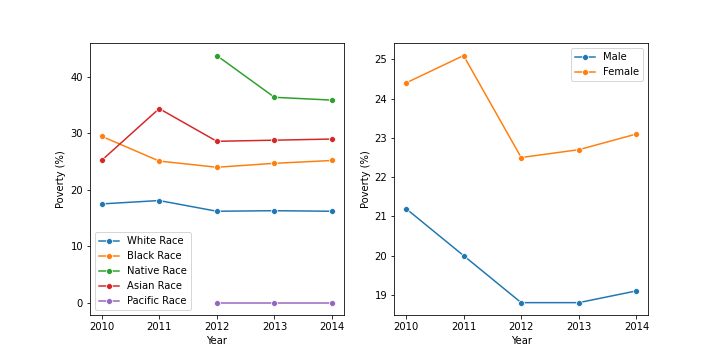 40
30
20
10
0
Poverty (%)
White Race
Black Race
Native Race
Asian Race
Pacific Race
2010 2011 2012 2013 2014
Year
25
24
23
22
21
20
19
Poverty (%)
Male
Female
2010 2011 2012 2013 2014
Year